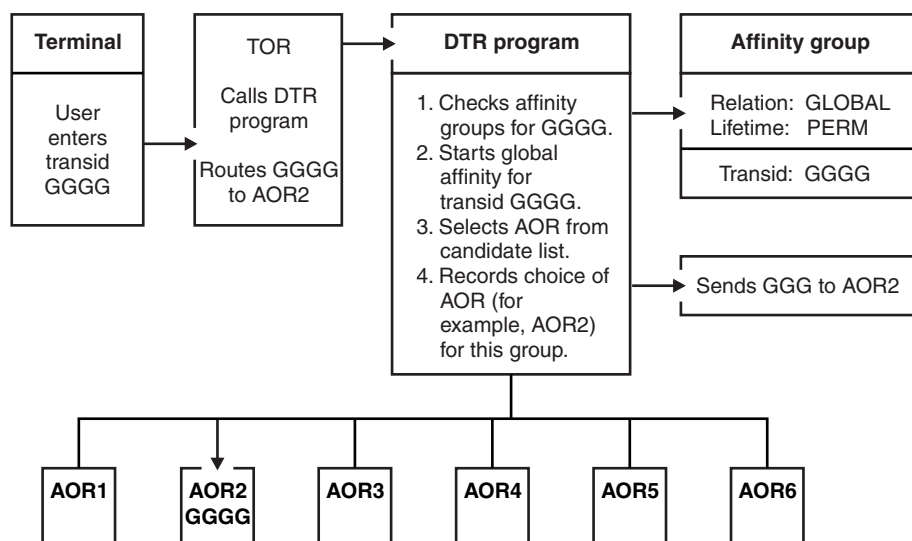 Terminal
User
enters
transid
GGGG
TOR
Calls DTR
program
Routes GGGG
to AOR2
DTR program
1. Checks affinity
groups for GGGG.
2. Starts global
affinity for
transid GGGG.
3. Selects AOR from
candidate list.
4. Records choice of
AOR (for
example, AOR2)
for this group.
Affinity group
Relation: GLOBAL
Lifetime: PERM
Transid: GGGG
Sends GGG to AOR2
AOR1
AOR2
GGGG
AOR3
AOR4
AOR5
AOR6